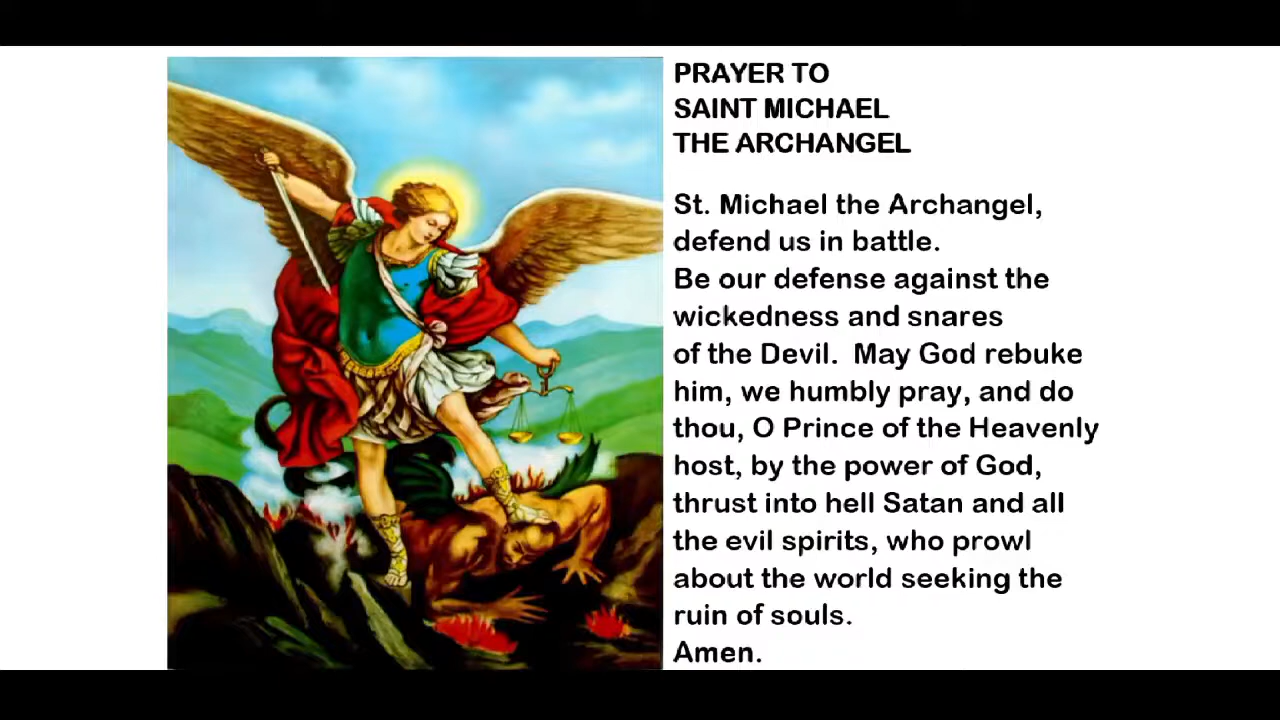 PRAYER TO
SAINT MICHAEL
THE ARCHANGEL
St. Michael the Archangel,
defend us in battle.
Be our defense against the
wickedness and snares
of the Devil.  May God rebuke
him, we humbly pray, and do
thou, O Prince of the Heavenly
host, by the power of God,
thrust into hell Satan and all
the evil spirits, who prowl
about the world seeking the
ruin of souls.
Amen.